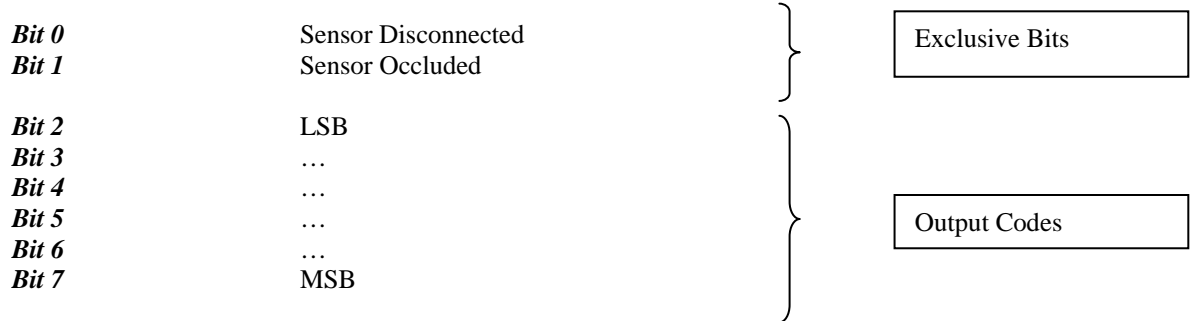 Bit 0 Sensor Disconnected Exclusive Bits
Bit 1 Sensor Occluded
Bit 2 LSB
Bit 3 …
Bit 4 …
Bit 5 … Output Codes
Bit 6 …
Bit 7 MSB